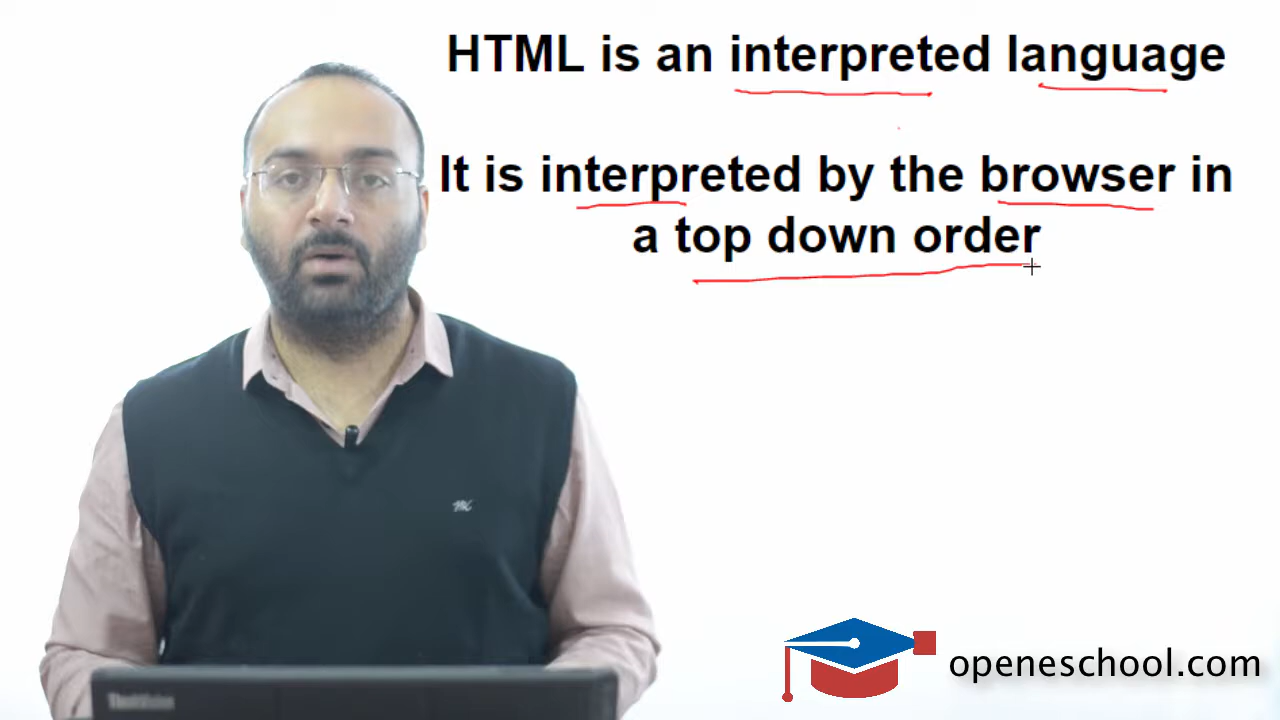 HTML is an interpreted language
It is interpreted by the browser in
a top down order
openeschool.com